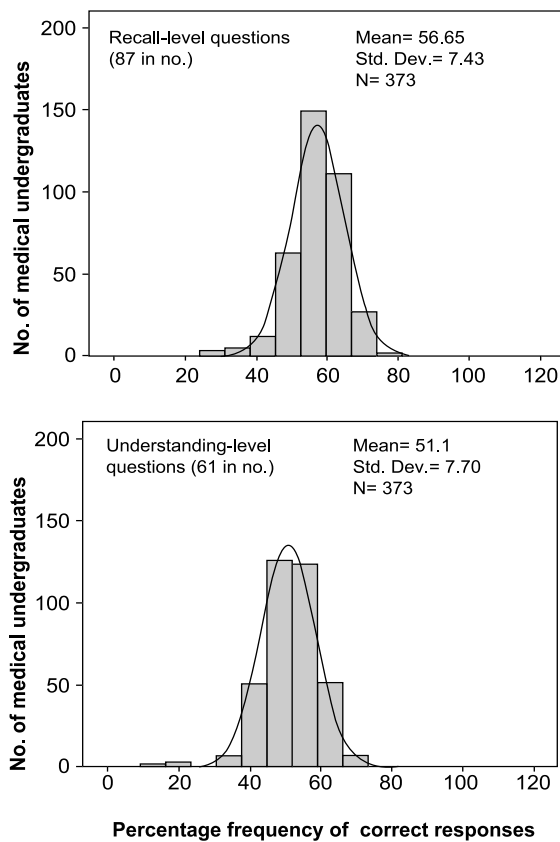 200
150
100
50
0
No. of medical undergraduates
Recall-level questions
(87 in no.)
Mean= 56.65
Std. Dev.= 7.43
N= 373
0 20 40 60 80 100 120
200
150
100
50
0
No. of medical undergraduates
Understanding-level
questions (61 in no.)
Mean= 51.1
Std. Dev.= 7.70
N= 373
0 20 40 60 80 100 120
Percentage frequency of correct responses